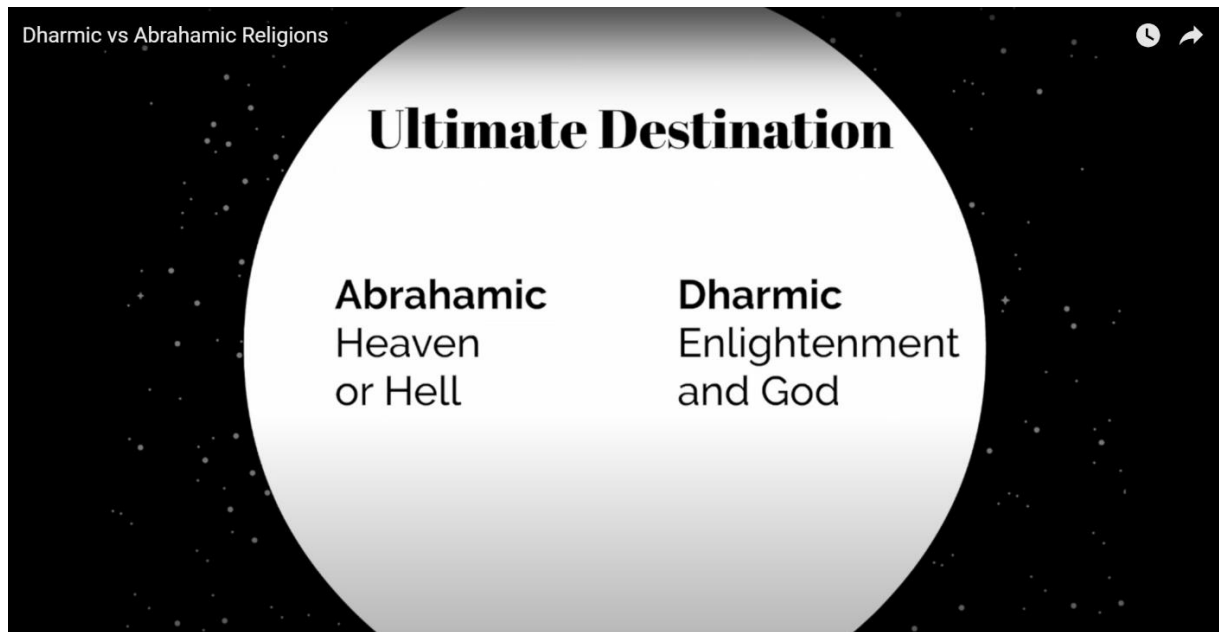 Dharmic vs Abrahamic Religions
Ultimate Destination
Abrahamic
Heaven
or Hell
Dharmic
Enlightenment
and God